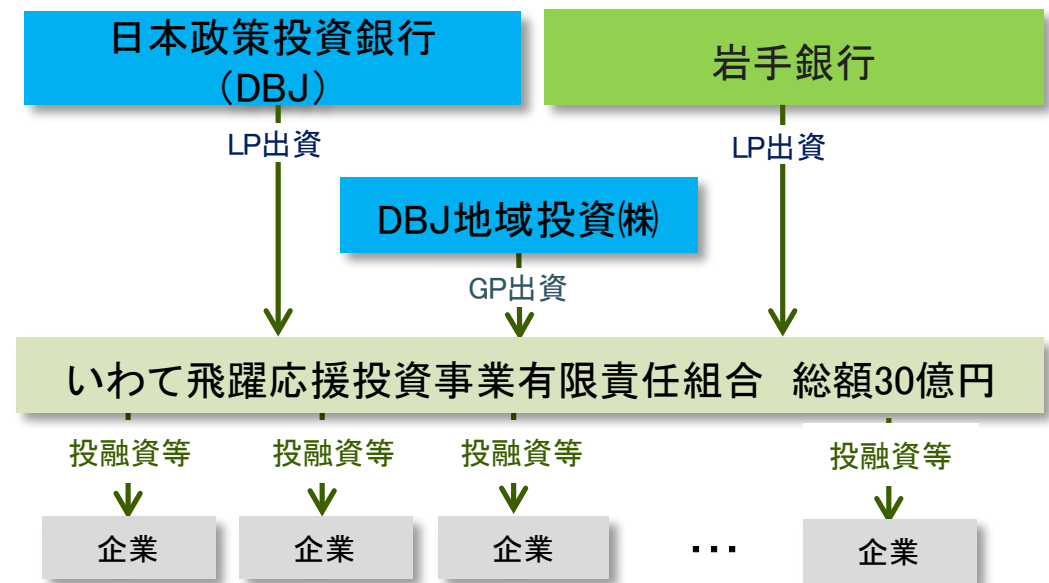 日本政策投資銀行
（DBJ）
岩手銀行
LP出資
LP出資
DBJ地域投資㈱
GP出資
いわて飛躍応援投資事業有限責任組合　総額30億円
投融資等
投融資等
投融資等
投融資等
企業
企業
企業
…
企業